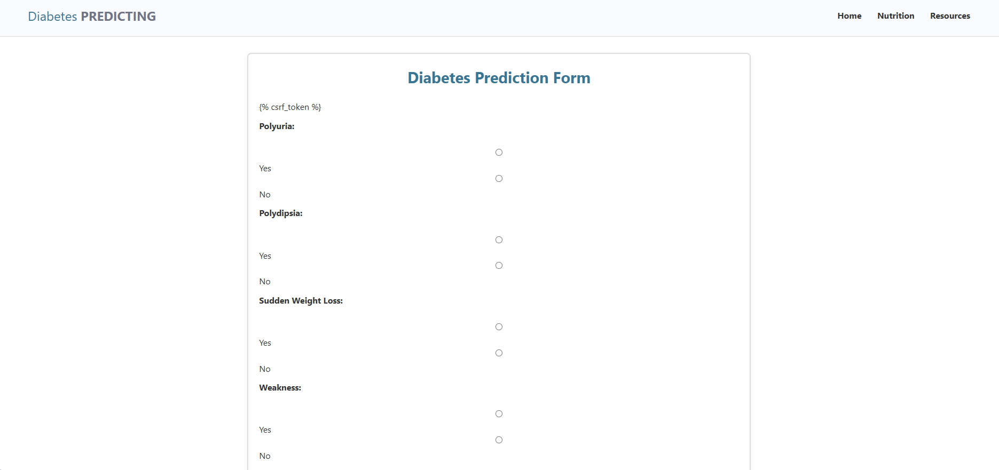 Diabetes PREDICTING
Home Nutrition Resources
Diabetes Prediction Form
{% csrf_token %}
Polyuria:
Yes
No
Polydipsia:
Yes
No
Sudden Weight Loss:
Yes
No
Weakness:
Yes
No